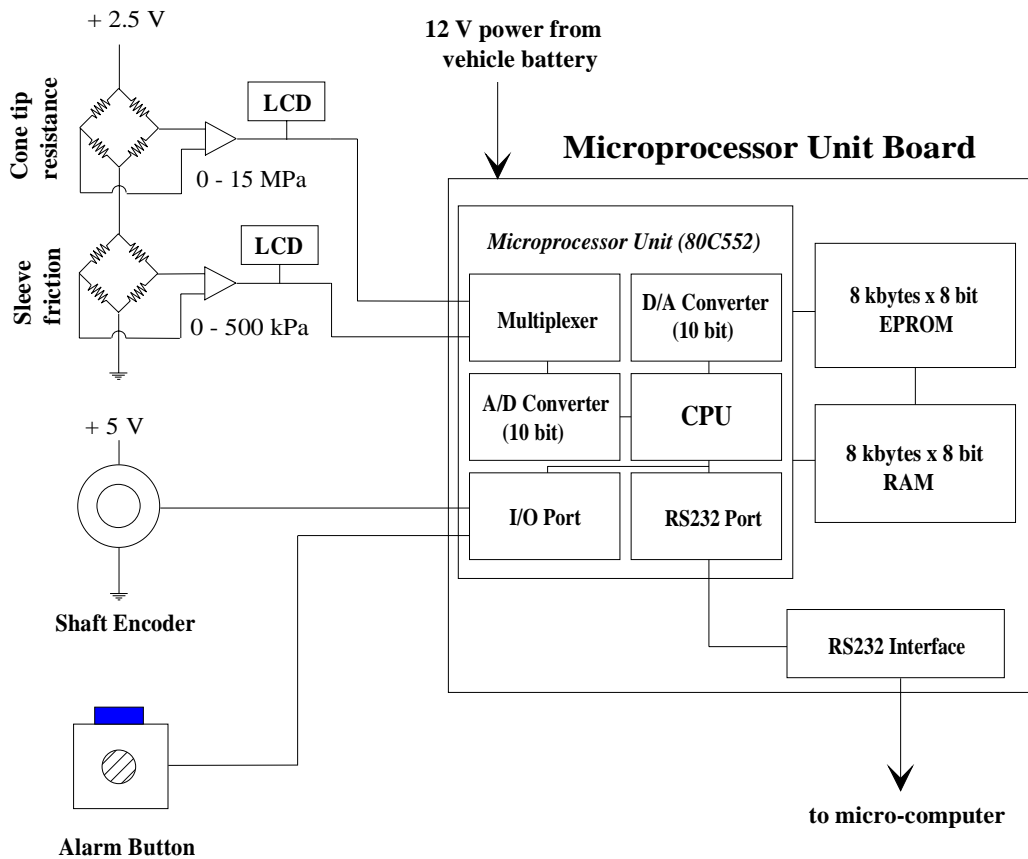 + 2.5 V
Cone tip
resistance
LCD
0 - 15 MPa
Sleeve
friction
LCD
0 - 500 kPa
+ 5 V
Shaft Encoder
Alarm Button
12 V power from
vehicle battery
Microprocessor Unit Board
Microprocessor Unit (80C552)
Multiplexer
D/A Converter
(10 bit)
A/D Converter
(10 bit)
CPU
I/O Port
RS232 Port
8 kbytes x 8 bit
EPROM
8 kbytes x 8 bit
RAM
RS232 Interface
to micro-computer